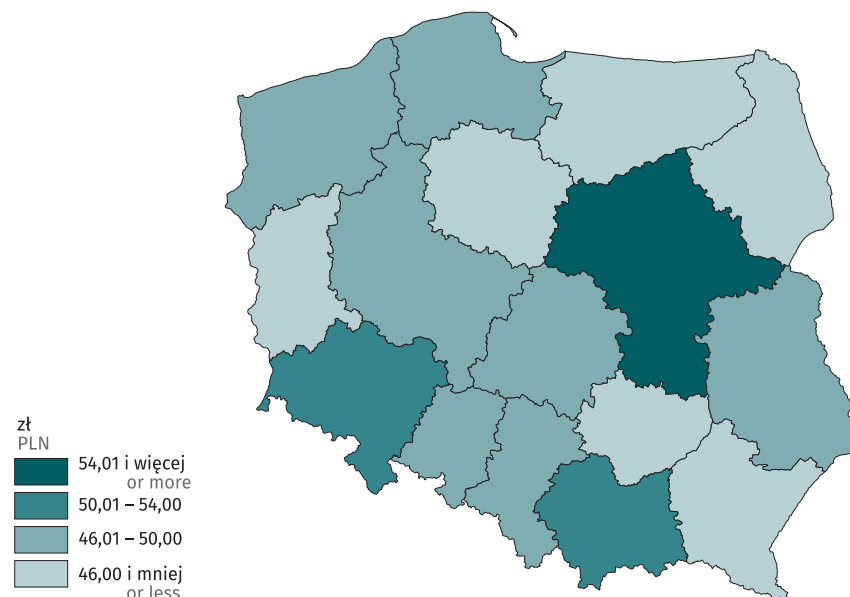 zł
PLN
54,01 i więcej
or more
50,01 – 54,00
46,01 – 50,00
46,00 i mniej
or less